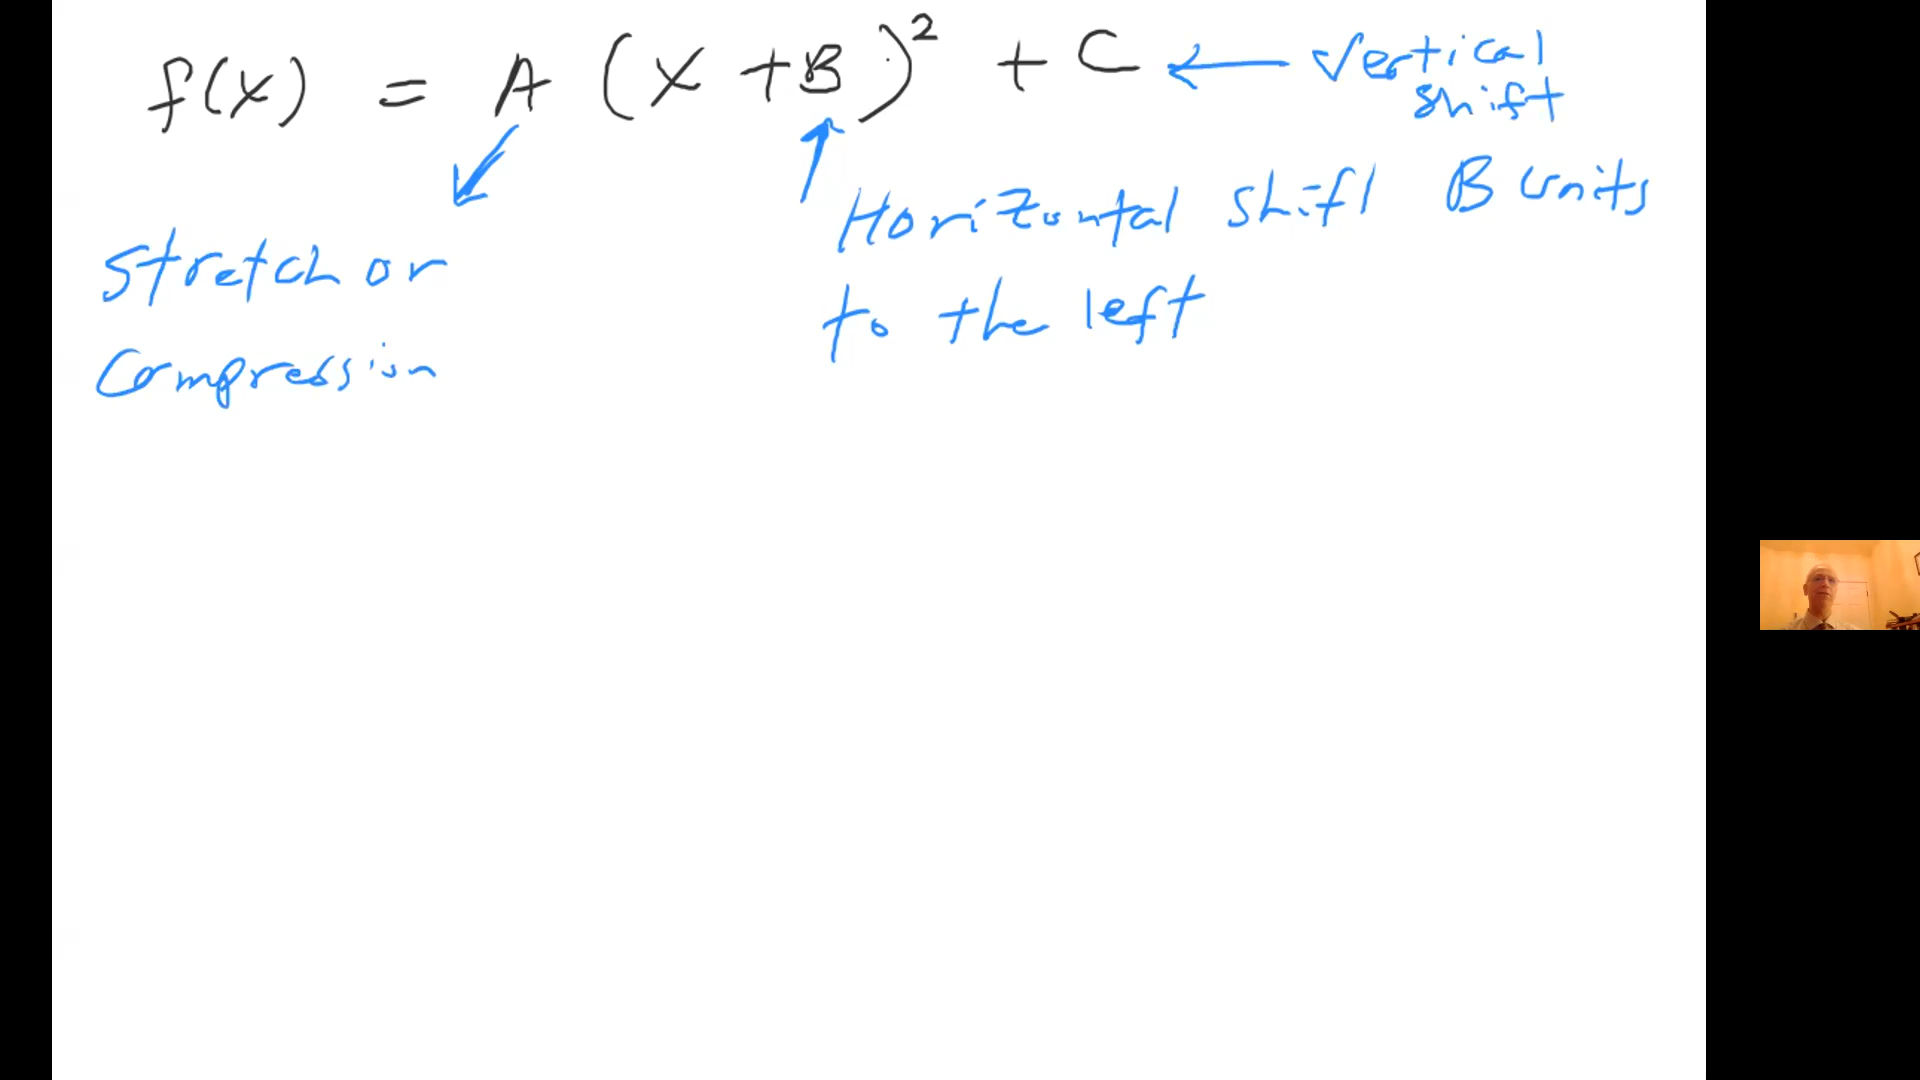 f(x) = A (x + B)² + C ← Vertical
shift
Horizontal shift B units
to the left
Stretch or
Compression